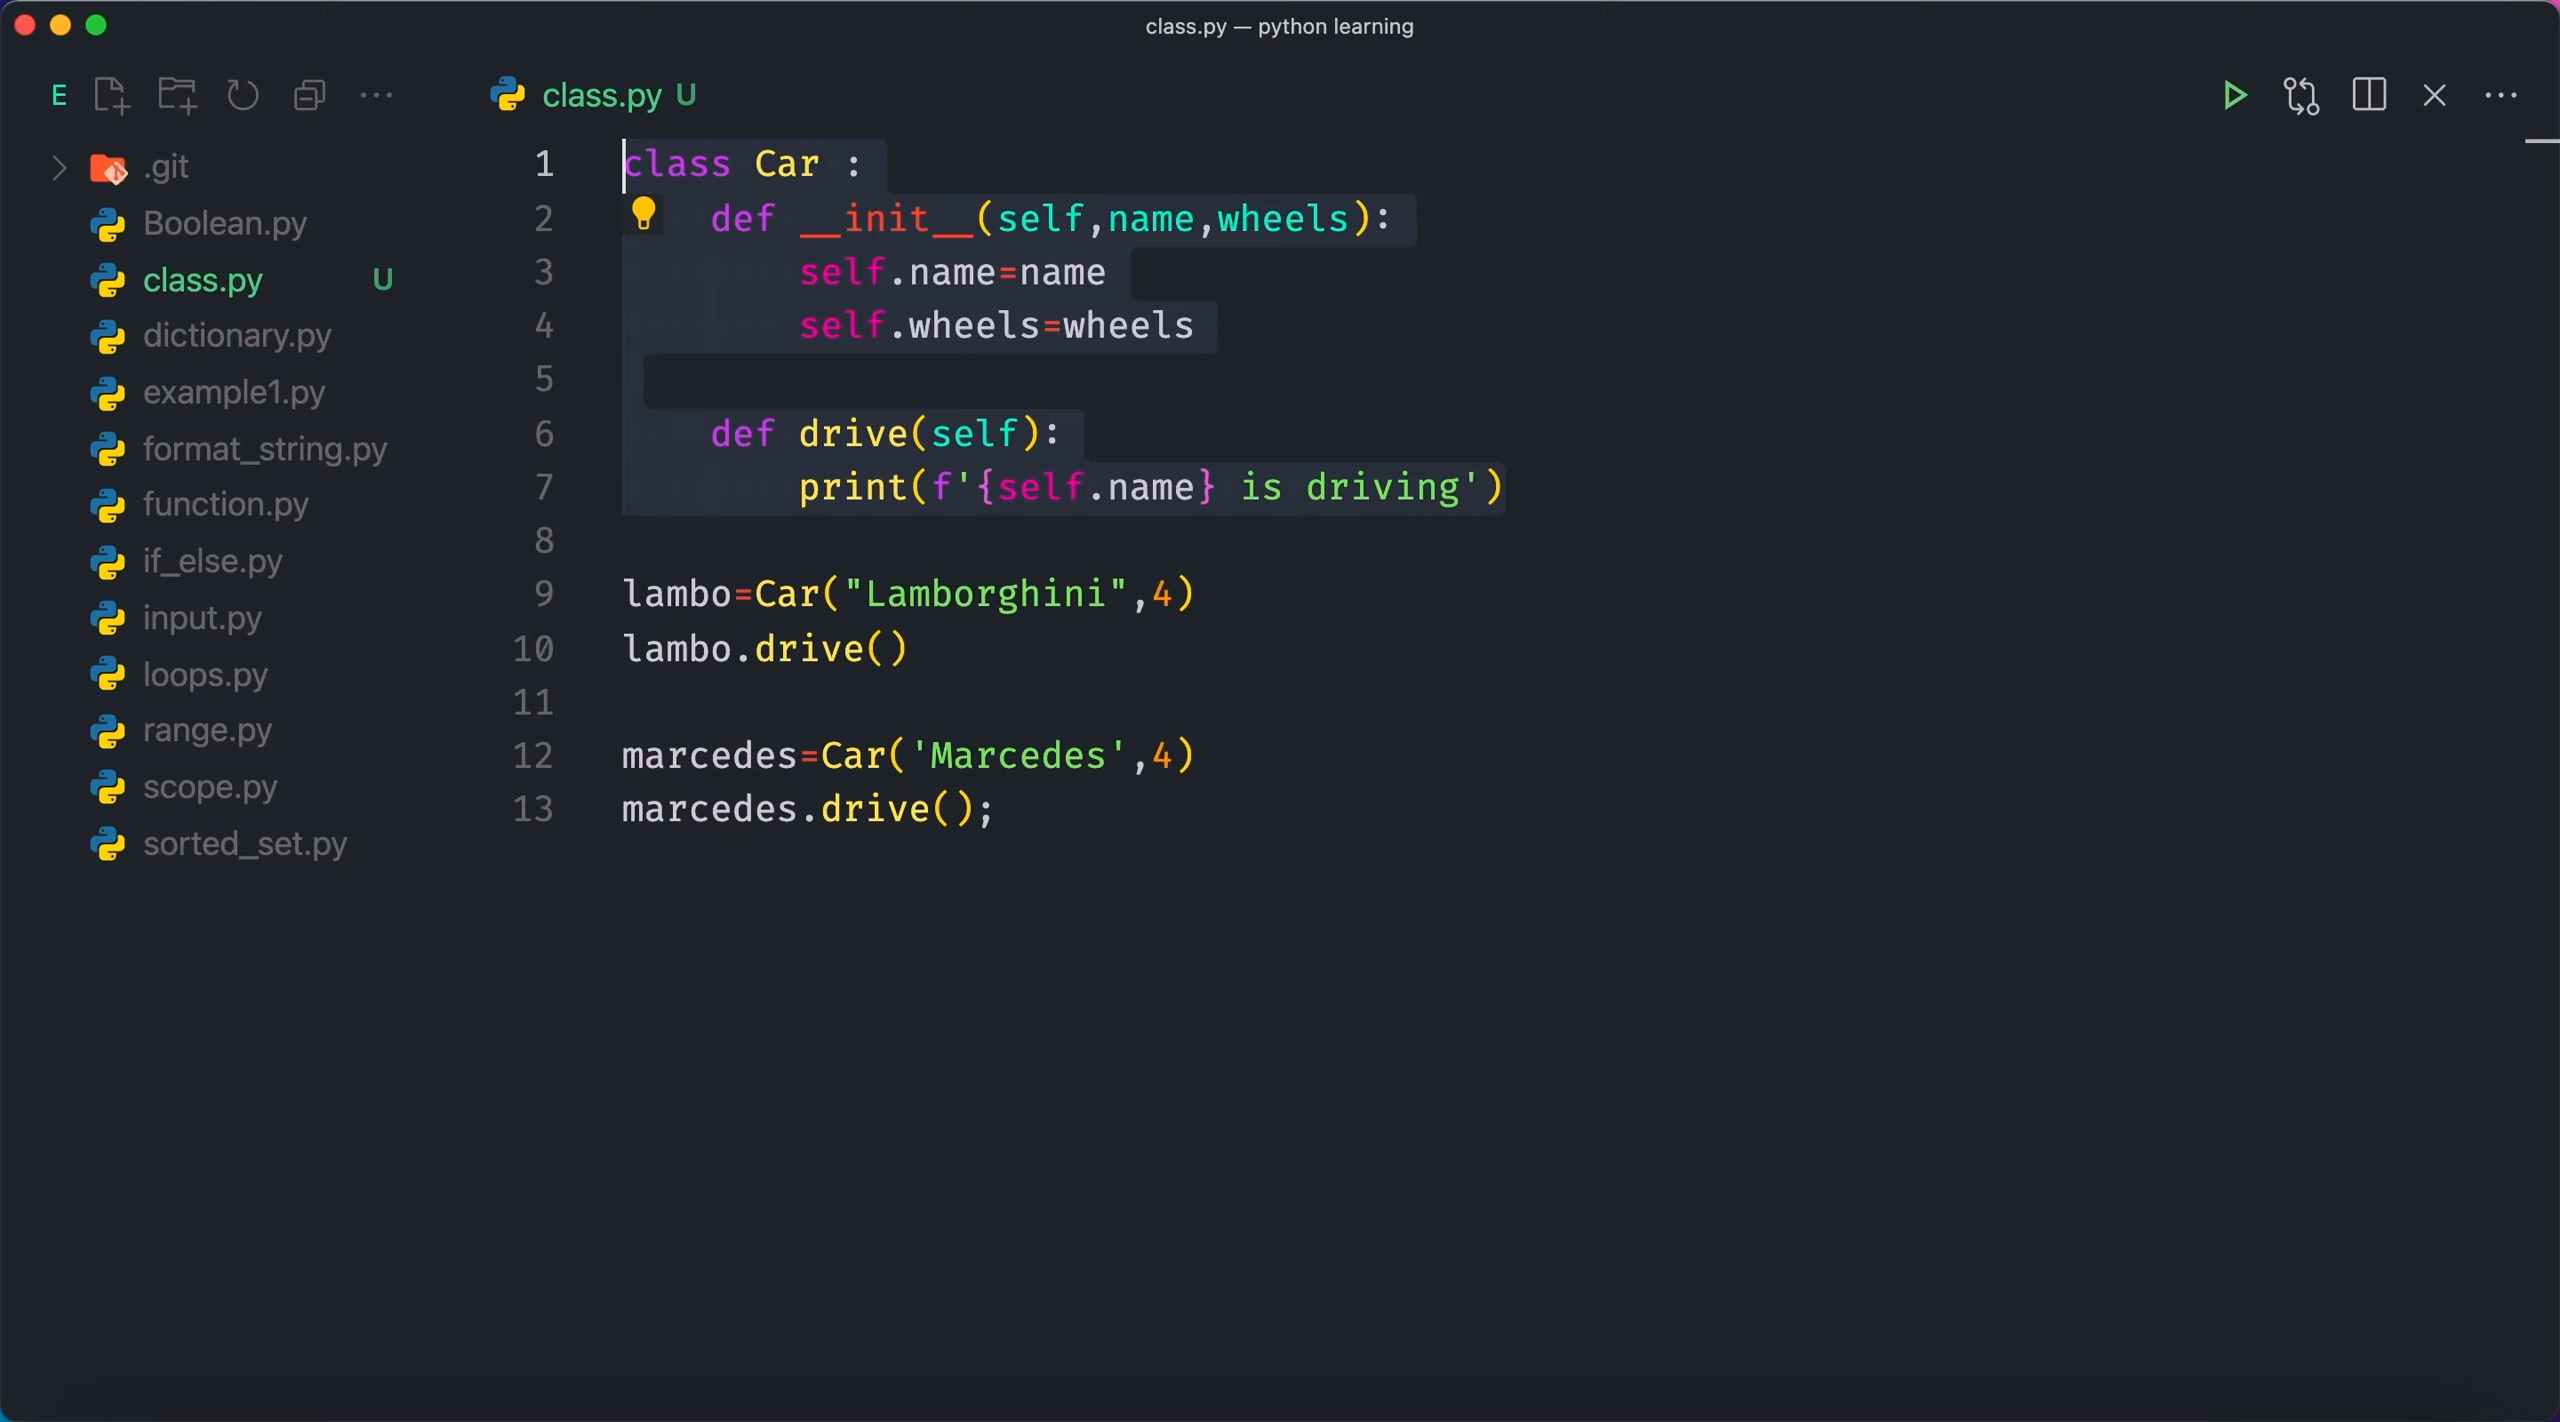 class.py — python learning
E
class.py U
.git
Boolean.py
class.py U
dictionary.py
example1.py
format_string.py
function.py
if_else.py
input.py
loops.py
range.py
scope.py
sorted_set.py
1 class Car :
2     def __init__(self,name,wheels):
3         self.name=name
4         self.wheels=wheels
5
6     def drive(self):
7         print(f'{self.name} is driving')
8
9 lambo=Car("Lamborghini",4)
10 lambo.drive()
11
12 marcedes=Car('Marcedes',4)
13 marcedes.drive();